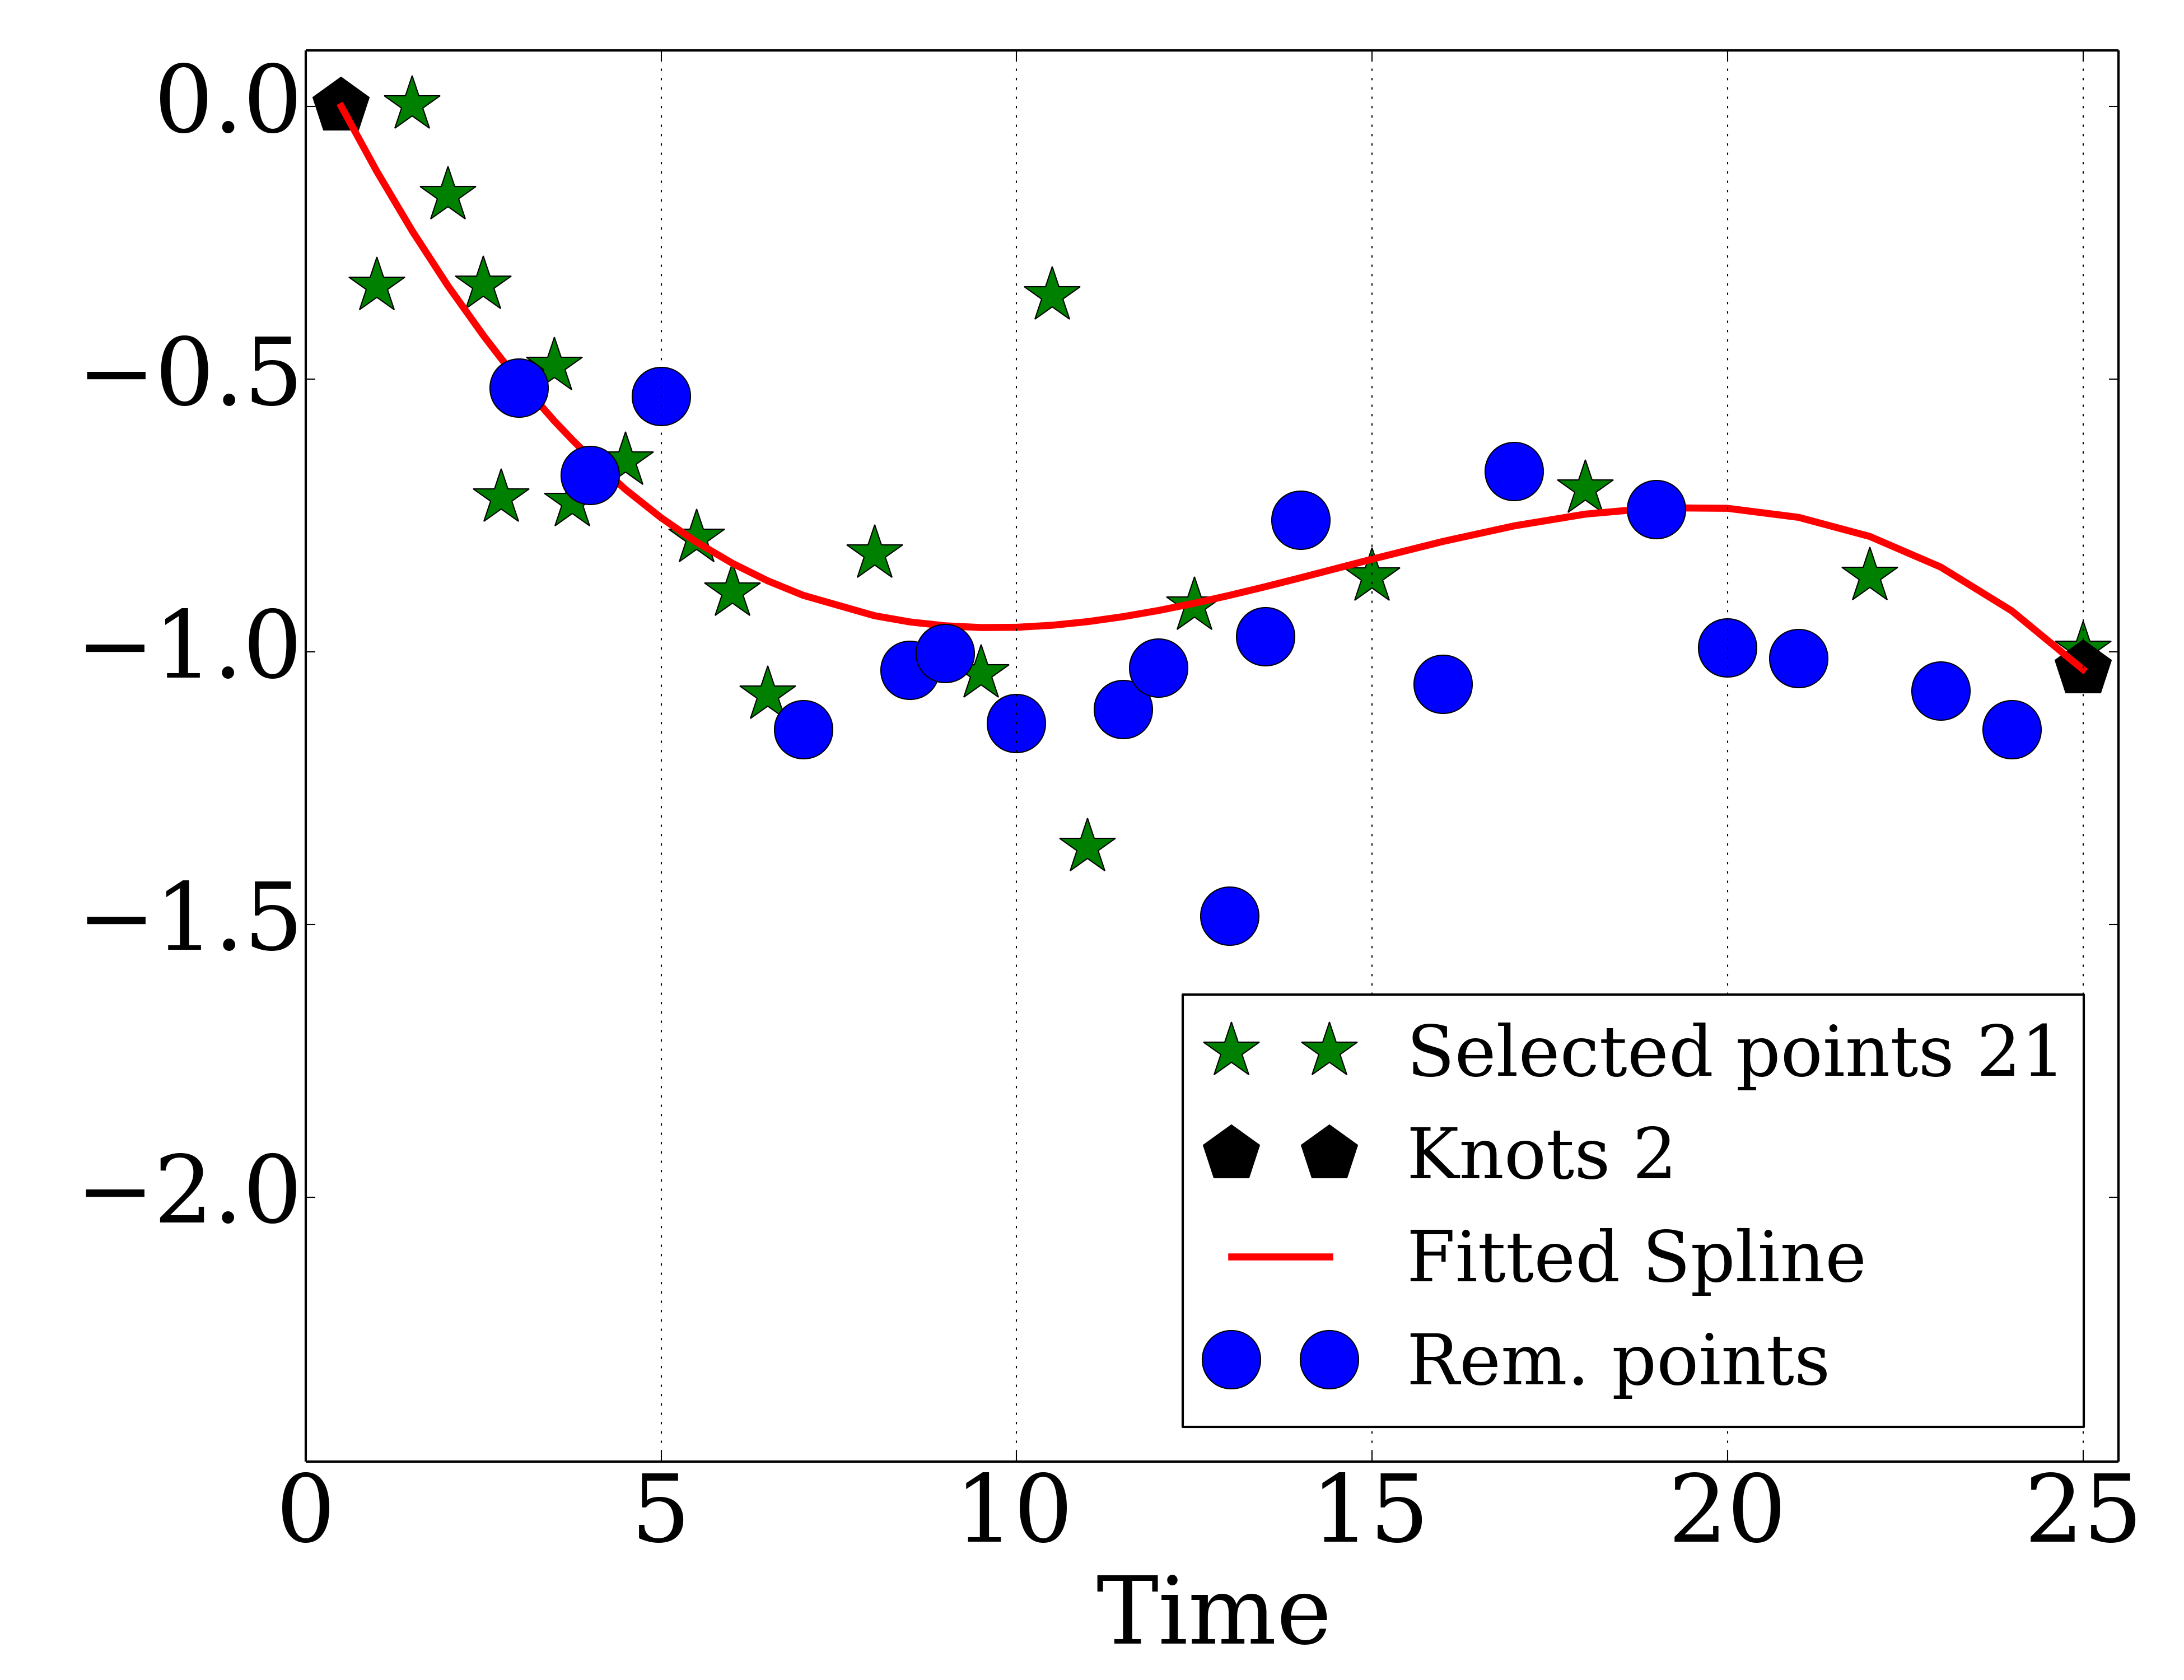 0.0
−0.5
−1.0
−1.5
−2.0
Selected points 21
Knots 2
Fitted Spline
Rem. points
0 5 10 15 20 25
Time